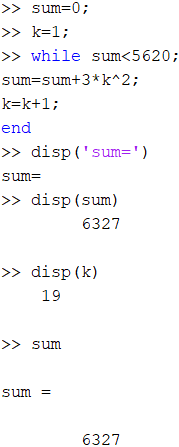 >> sum=0;
>> k=1;
>> while sum<5620;
sum=sum+3*k^2;
k=k+1;
end
>> disp('sum=')
sum=
>> disp(sum)
6327
>> disp(k)
19
>> sum
sum =
6327